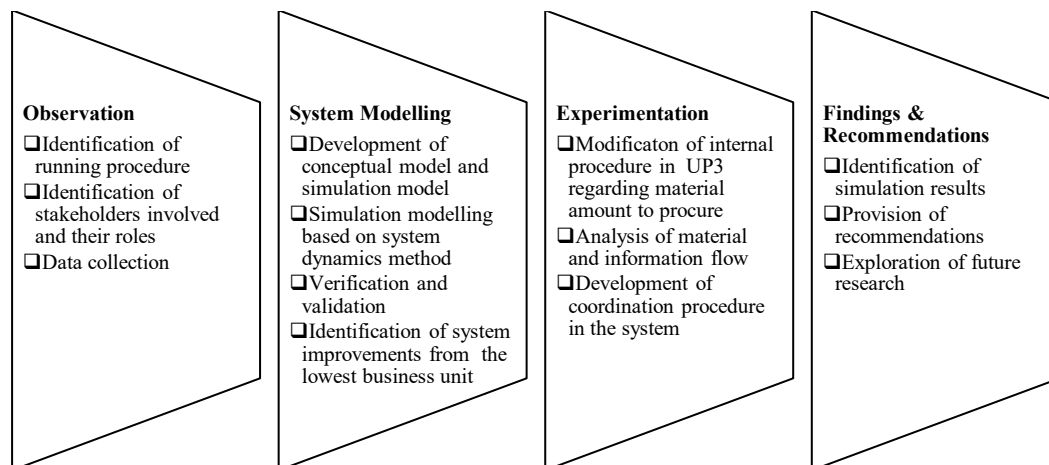 Observation
❑Identification of
running procedure
❑Identification of
stakeholders involved
and their roles
❑Data collection
System Modelling
❑Development of
conceptual model and
simulation model
❑Simulation modelling
based on system
dynamics method
❑Verification and
validation
❑Identification of system
improvements from the
lowest business unit
Experimentation
❑Modificaton of internal
procedure in UP3
regarding material
amount to procure
❑Analysis of material
and information flow
❑Development of
coordination procedure
in the system
Findings &
Recommendations
❑Identification of
simulation results
❑Provision of
recommendations
❑Exploration of future
research